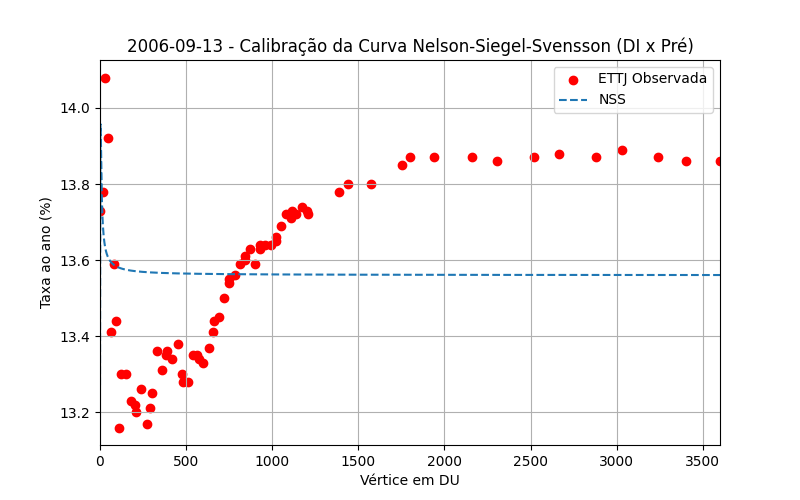 2006-09-13 - Calibração da Curva Nelson-Siegel-Svensson (DI x Pré)
ETTJ Observada
NSS
Taxa ao ano (%)
14.0
13.8
13.6
13.4
13.2
0 500 1000 1500 2000 2500 3000 3500
Vértice em DU